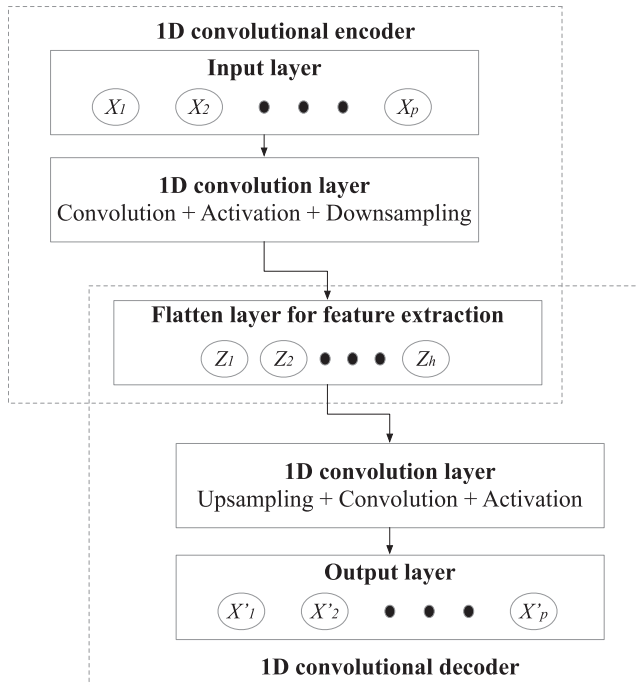 1D convolutional encoder
Input layer
X1 X2 Xp
1D convolution layer
Convolution + Activation + Downsampling
Flatten layer for feature extraction
Z1 Z2 Zh
1D convolution layer
Upsampling + Convolution + Activation
Output layer
X'1 X'2 X'p
1D convolutional decoder